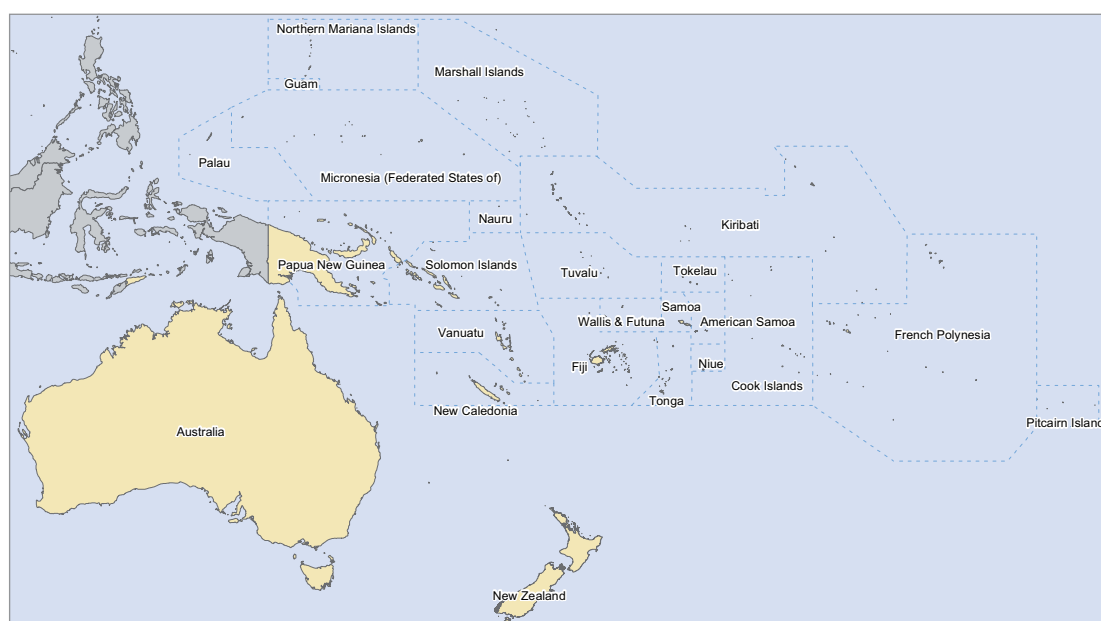 Northern Mariana Islands
Marshall Islands
Guam
Palau
Micronesia (Federated States of)
Nauru
Kiribati
Papua New Guinea
Solomon Islands
Tuvalu
Tokelau
Samoa
Wallis & Futuna
American Samoa
Vanuatu
French Polynesia
Fiji
Niue
Cook Islands
Tonga
New Caledonia
Pitcairn Islanc
Australia
New Zealand